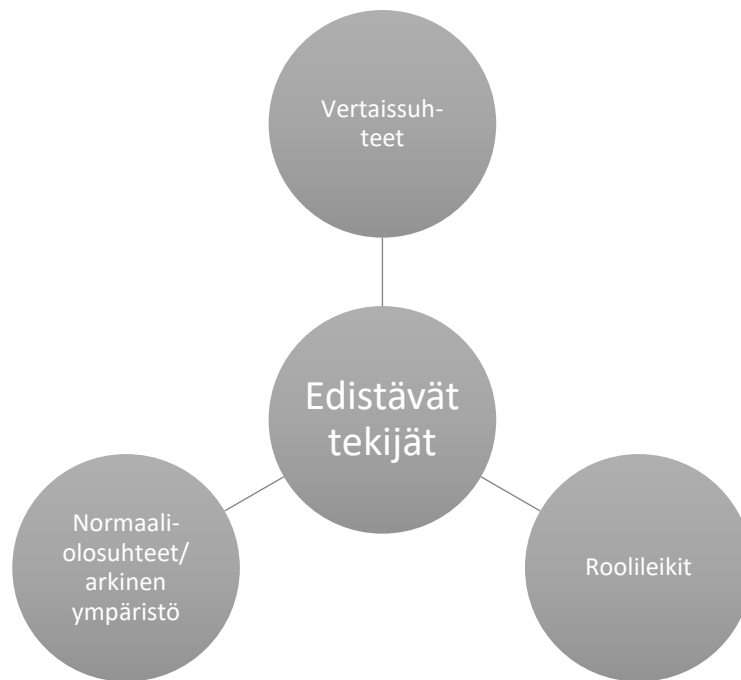 Vertaissuh-
teet
Edistävät
tekijät
Normaali-
olosuhteet/
arkinen
ympäristö
Roolileikit